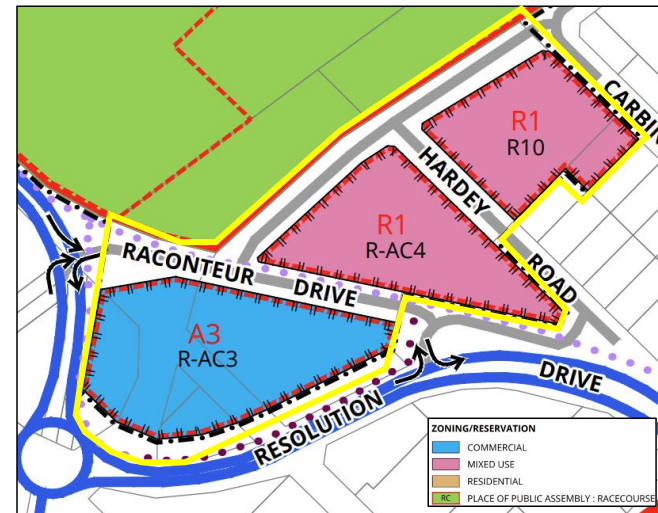 CARBIN
R1
R10
HARDEY
ROAD
R1
R-AC4
RACONTEUR
DRIVE
A3
R-AC3
RESOLUTION
DRIVE
ZONING/RESERVATION
COMMERCIAL
MIXED USE
RESIDENTIAL
RC PLACE OF PUBLIC ASSEMBLY : RACECOURSE